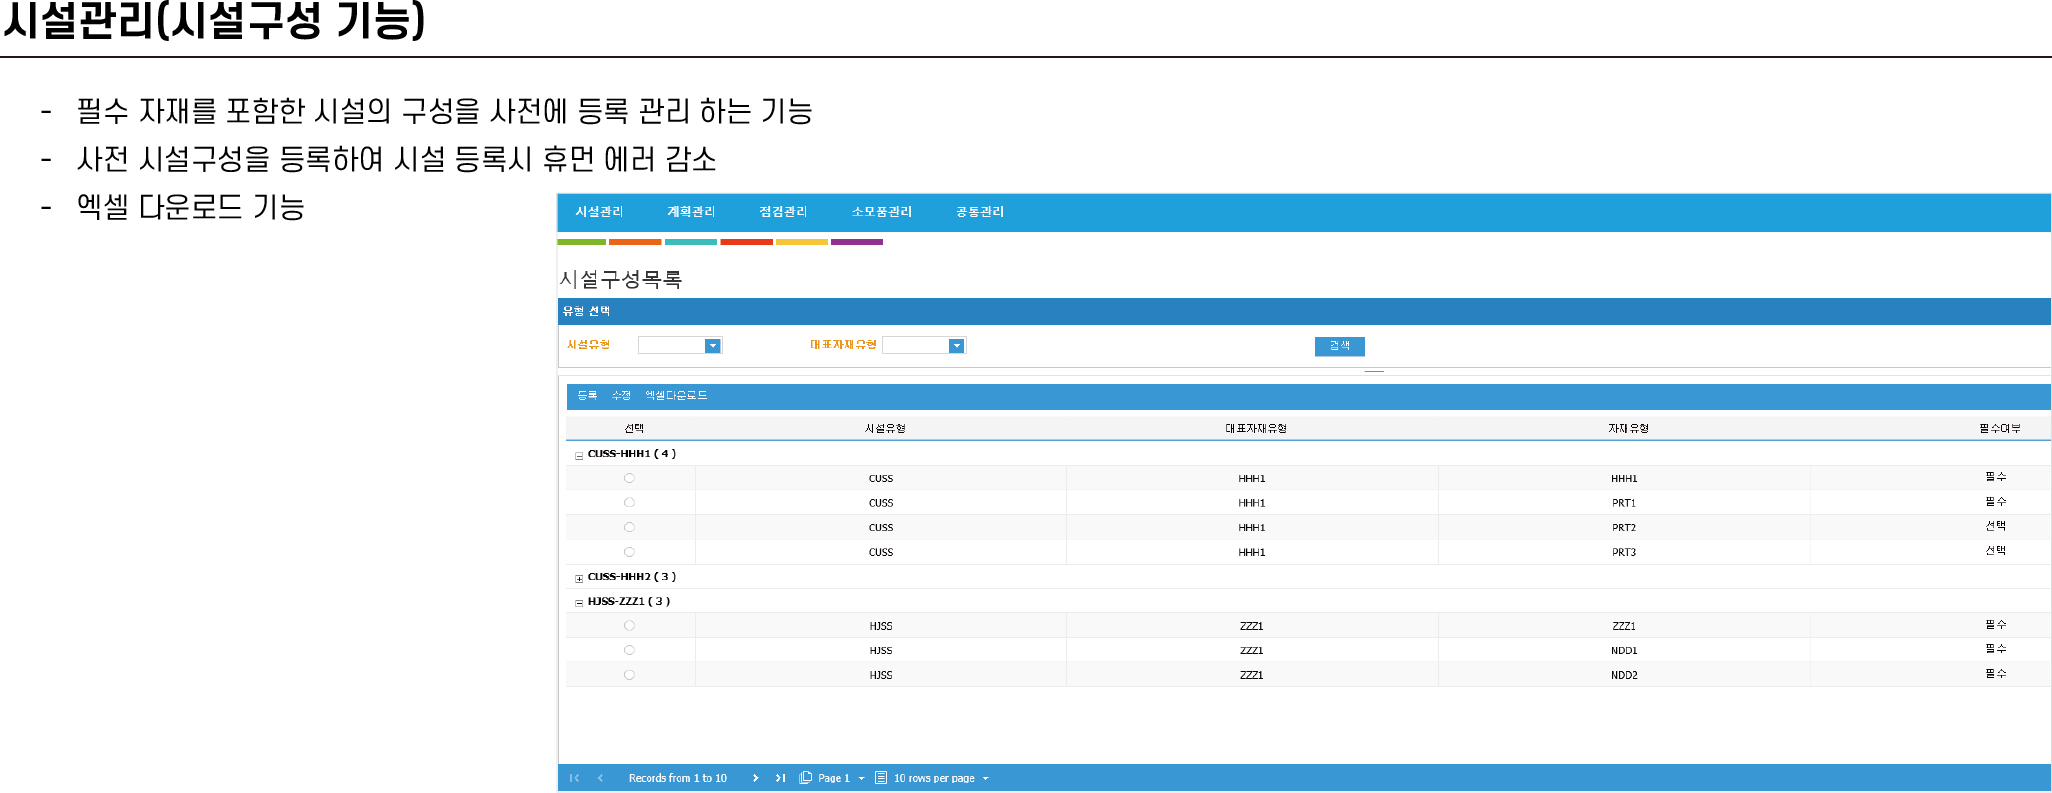 시설관리(시설구성 기능)
- 필수 자재를 포함한 시설의 구성을 사전에 등록 관리 하는 기능
- 사전 시설구성을 등록하여 시설 등록시 휴먼 에러 감소
- 엑셀 다운로드 기능
시설관리 계획관리 점검관리 소모품관리 공통관리
시설구성목록
유형 선택
시설유형 대표자재유형 검색
등록 수정 엑셀다운로드
선택 시설유형 대표자재유형 자재유형 필수여부
CUSS-HHH1 ( 4 )
CUSS HHH1 HHH1 필수
CUSS HHH1 PRT1 필수
CUSS HHH1 PRT2 선택
CUSS HHH1 PRT3 선택
CUSS-HHH2 ( 3 )
HJSS-ZZZ1 ( 3 )
HJSS ZZZ1 ZZZ1 필수
HJSS ZZZ1 NDD1 필수
HJSS ZZZ1 NDD2 필수
Records from 1 to 10 Page 1 10 rows per page